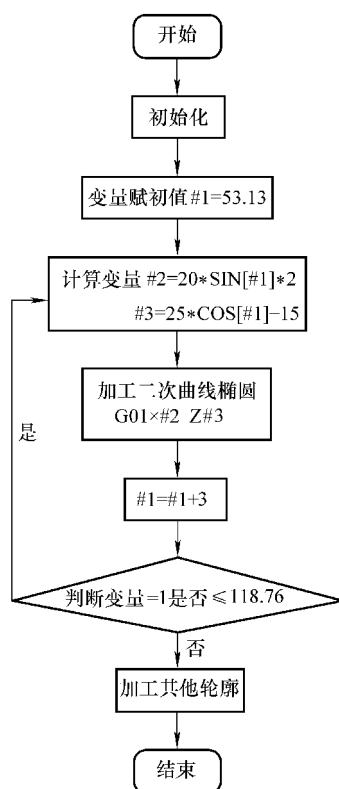 开始
初始化
变量赋初值#1=53.13
计算变量 #2=20*SIN[#1]*2
#3=25*COS[#1]-15
加工二次曲线椭圆
G01×#2 Z#3
是
#1=#1+3
判断变量=1是否≤118.76
否
加工其他轮廓
结束